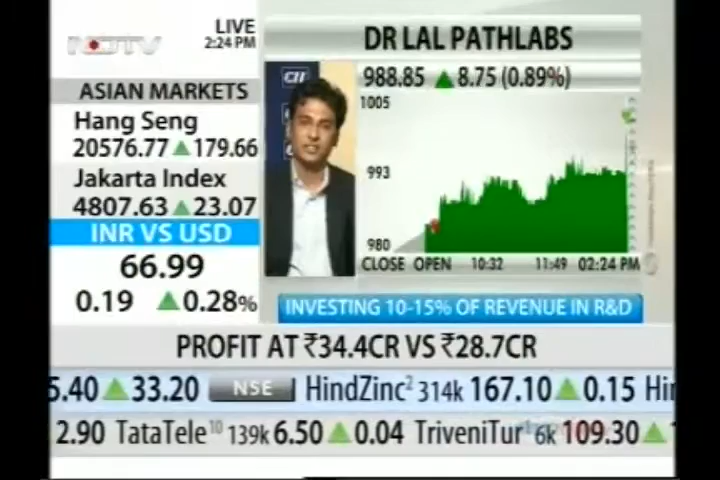 NDTV
LIVE
2:24 PM
ASIAN MARKETS
Hang Seng
20576.77 ▲ 179.66
Jakarta Index
4807.63 ▲ 23.07
INR VS USD
66.99
0.19 ▲ 0.28%
CII
DR LAL PATHLABS
988.85 ▲ 8.75 (0.89%)
1005
993
980
CLOSE OPEN 10:32 11:49 02:24 PM
INVESTING 10-15% OF REVENUE IN R&D
PROFIT AT ₹34.4CR VS ₹28.7CR
5.40 ▲ 33.20 NSE HindZinc² 314k 167.10 ▲ 0.15 Hin
2.90 TataTele¹⁰ 139k 6.50 ▲ 0.04 TriveniTur 6k 109.30 ▲